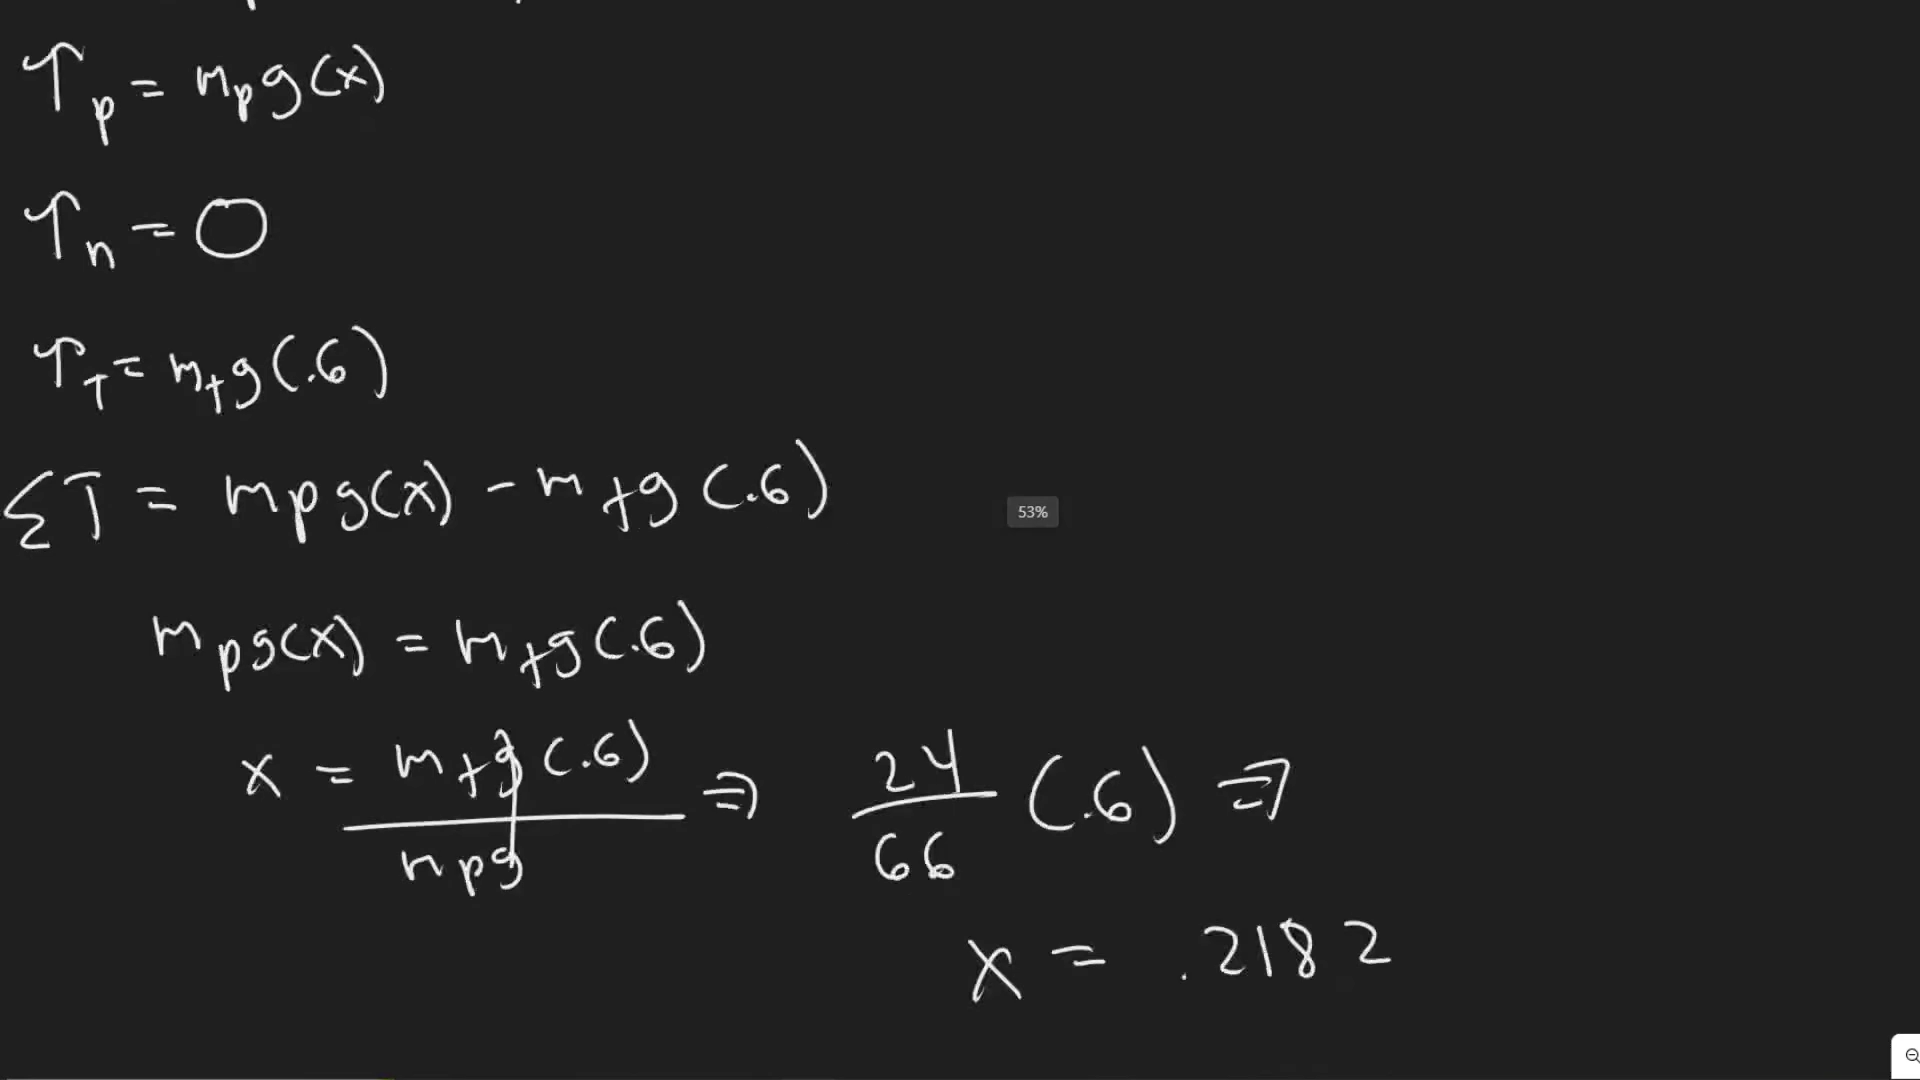 τp = mpg(x)
τn = 0
τT = mtg(.6)
ΣT = mpg(x) - mtg(.6)
53%
mpg(x) = mtg(.6)
x = mtg(.6) / mpg ⇒ 24/66 (.6) ⇒
x = .2182